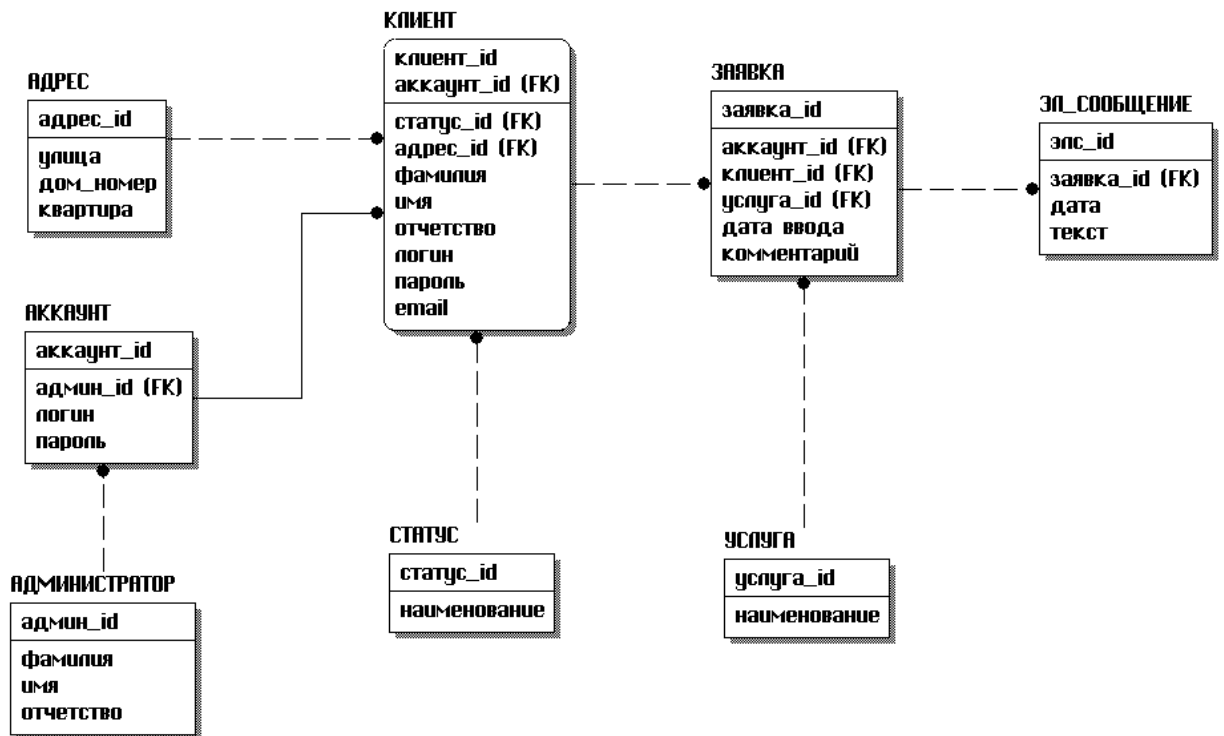 КЛИЕНТ
клиент_id
аккаунт_id (FK)
статус_id (FK)
адрес_id (FK)
фамилия
имя
отчетство
логин
пароль
email
АДРЕС
адрес_id
улица
дом_номер
квартира
ЗАЯВКА
заявка_id
аккаунт_id (FK)
клиент_id (FK)
услуга_id (FK)
дата ввода
комментарий
ЭЛ_СООБЩЕНИЕ
элс_id
заявка_id (FK)
дата
текст
АККАУНТ
аккаунт_id
админ_id (FK)
логин
пароль
СТАТУС
статус_id
наименование
УСЛУГА
услуга_id
наименование
АДМИНИСТРАТОР
админ_id
фамилия
имя
отчетство